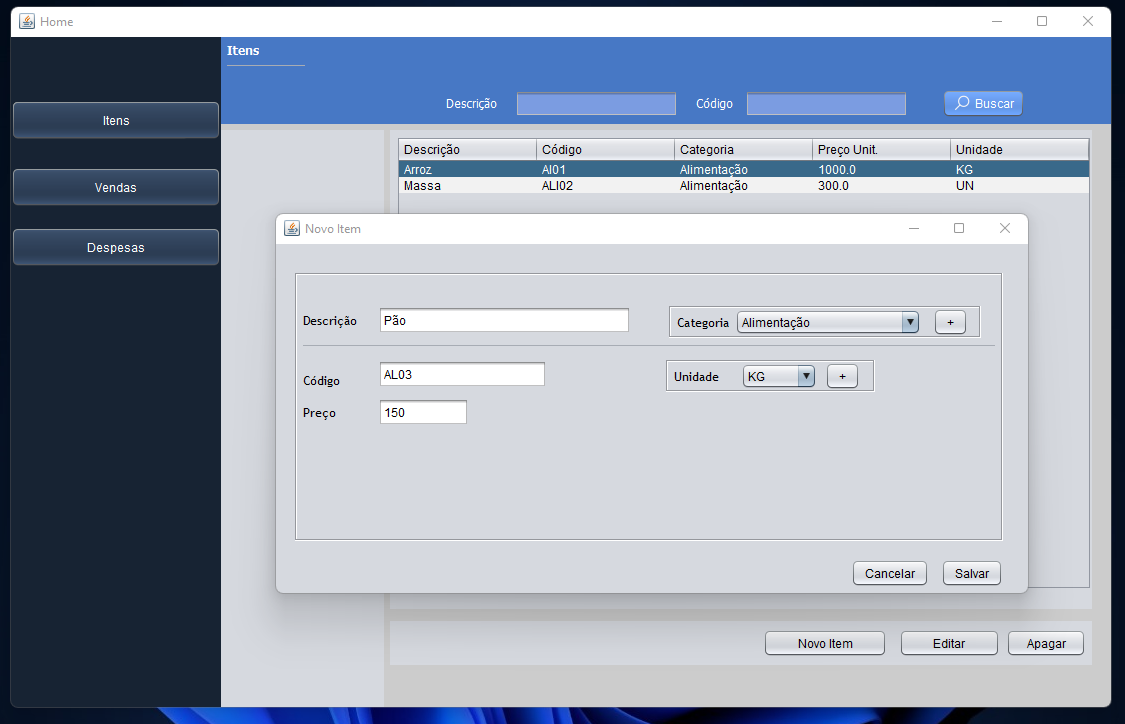 Home
Itens
Descrição Código Buscar
Itens
Vendas
Despesas
Descrição Código Categoria Preço Unit. Unidade
Arroz Al01 Alimentação 1000.0 KG
Massa ALI02 Alimentação 300.0 UN
Novo Item
Descrição Pão Categoria Alimentação +
Código AL03 Unidade KG +
Preço 150
Cancelar Salvar
Novo Item Editar Apagar